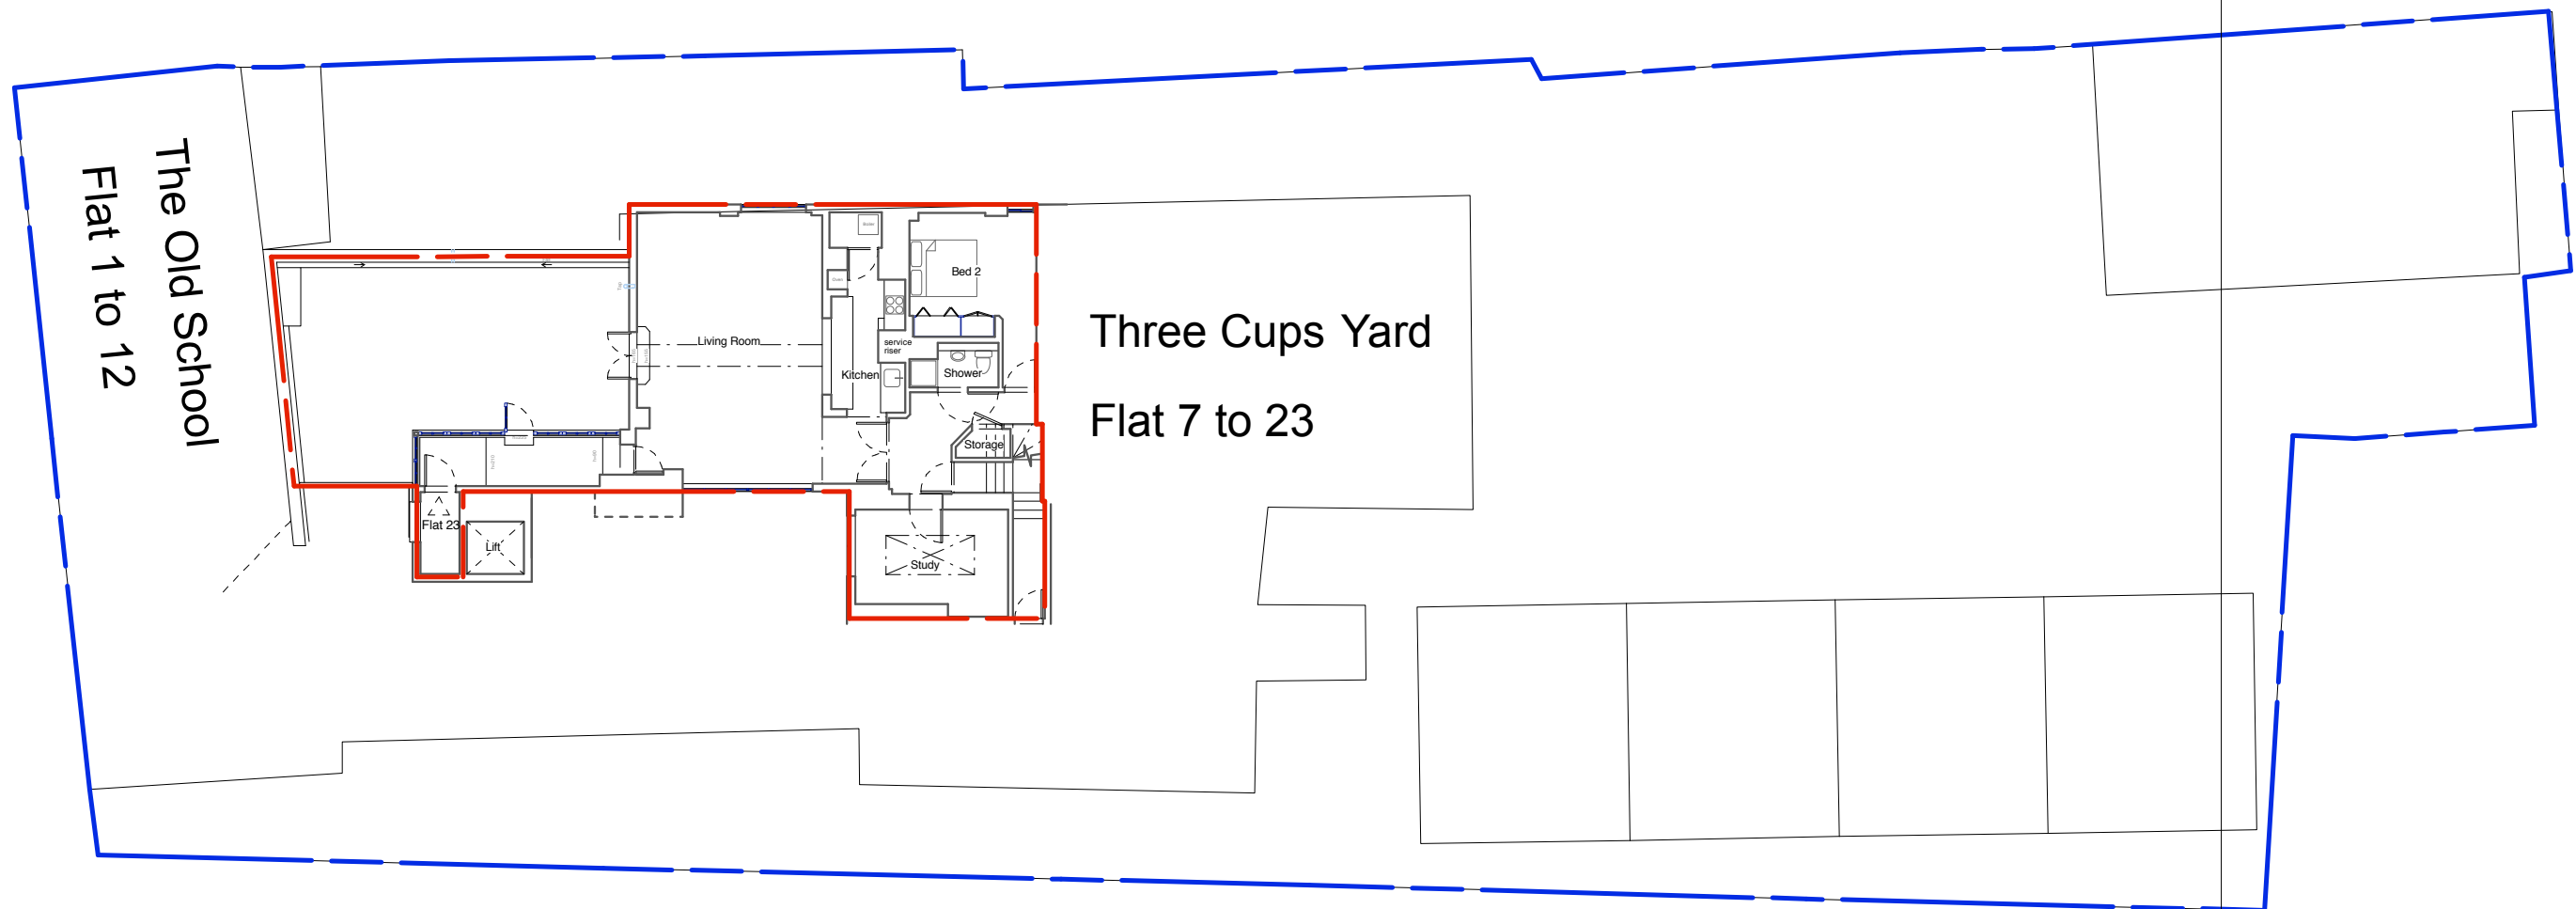 The Old School
Flat 1 to 12
Three Cups Yard
Flat 7 to 23
Bed 2
Living Room
service
riser
Kitchen
Shower
Storage
Flat 23
Lift
Study